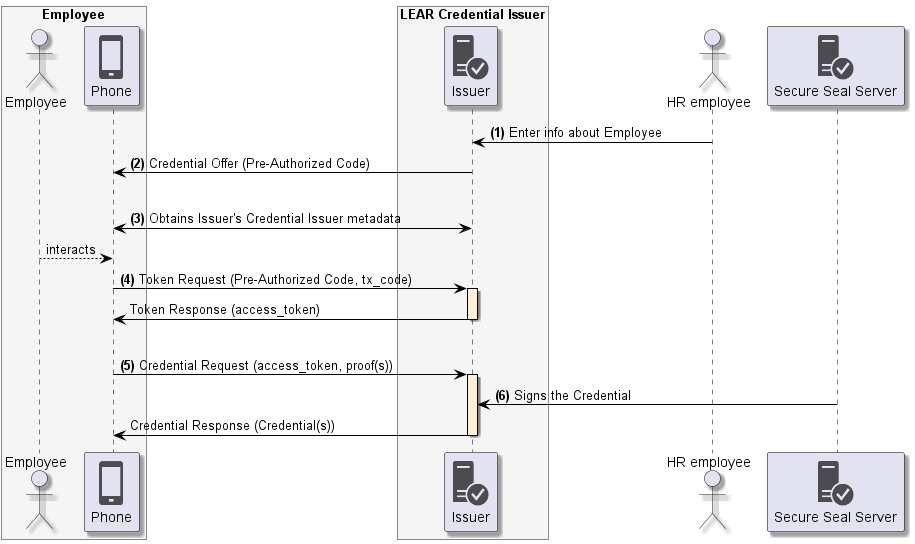 Employee
LEAR Credential Issuer
Employee
Phone
Issuer
HR employee
Secure Seal Server
(1) Enter info about Employee
(2) Credential Offer (Pre-Authorized Code)
(3) Obtains Issuer's Credential Issuer metadata
interacts
(4) Token Request (Pre-Authorized Code, tx_code)
Token Response (access_token)
(5) Credential Request (access_token, proof(s))
(6) Signs the Credential
Credential Response (Credential(s))
Employee
Phone
Issuer
HR employee
Secure Seal Server